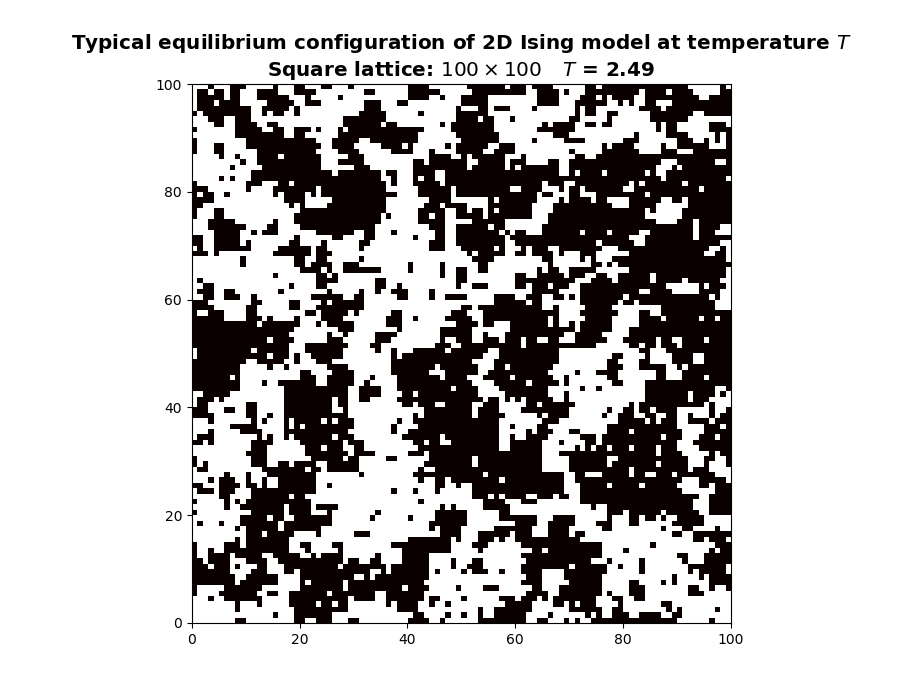 Typical equilibrium configuration of 2D Ising model at temperature T
Square lattice: 100 × 100 T = 2.49
100
80
60
40
20
0
0 20 40 60 80 100